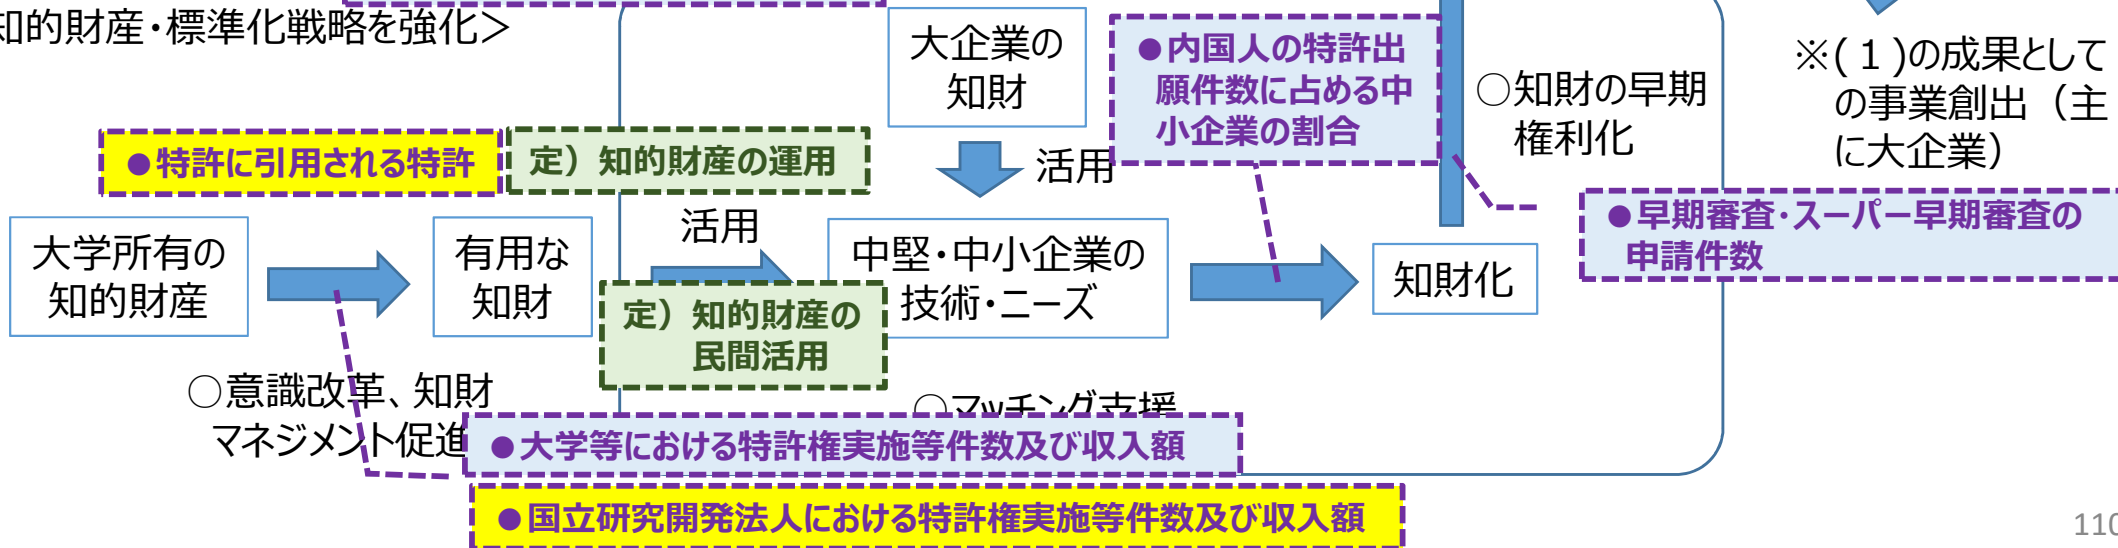 知的財産・標準化戦略を強化＞
大企業の
知財
●内国人の特許出
願件数に占める中
小企業の割合
○知財の早期
権利化
※(１)の成果として
の事業創出（主
に大企業）
●特許に引用される特許
定）知的財産の運用
活用
●早期審査・スーパー早期審査の
申請件数
大学所有の
知的財産
有用な
知財
活用
中堅・中小企業の
技術・ニーズ
知財化
定）知的財産の
民間活用
○意識改革、知財
マネジメント促進
○マッチング支援
●大学等における特許権実施等件数及び収入額
●国立研究開発法人における特許権実施等件数及び収入額
110